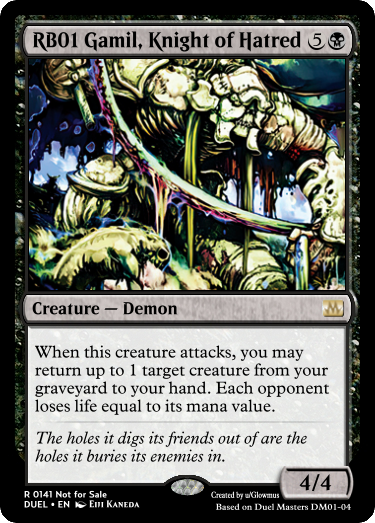 RB01 Gamil, Knight of Hatred 5
Creature — Demon
When this creature attacks, you may
return up to 1 target creature from your
graveyard to your hand. Each opponent
loses life equal to its mana value.
The holes it digs its friends out of are the
holes it buries its enemies in.
4/4
R 0141 Not for Sale
DUEL • EN Eiji Kaneda
Created by u/Glowmus
Based on Duel Masters DM01-04